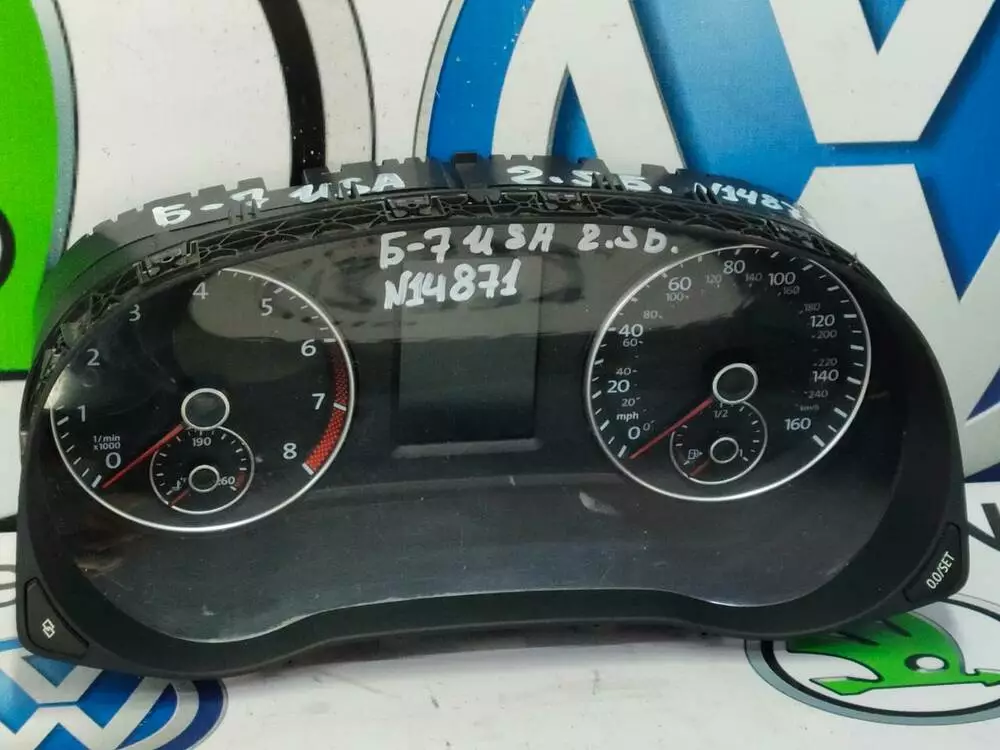 Б-7 USA 2.5Б. N1487
Б-7 USA 2.5Б.
N14871
0 1 2 3 4 5 6 7 8
1/min
x1000
190
260
0 20 40 60 80 100 120 140 160
20 40 60 80 100 120 140 160 180 200 220 240
mph
km/h
1/2
1
0.0/SET